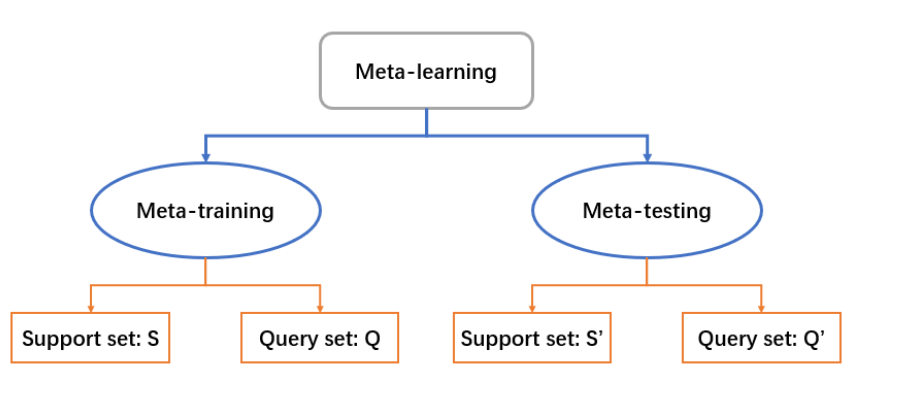 Meta-learning
Meta-training
Meta-testing
Support set: S
Query set: Q
Support set: S’
Query set: Q’